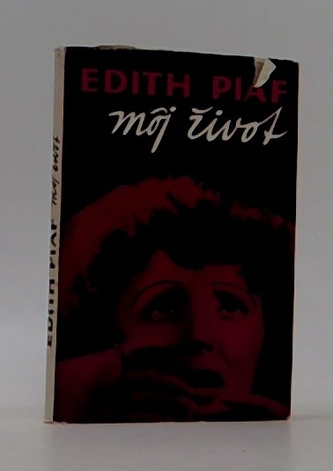 EDITH PIAF
môj život
EDITH PIAF môj život